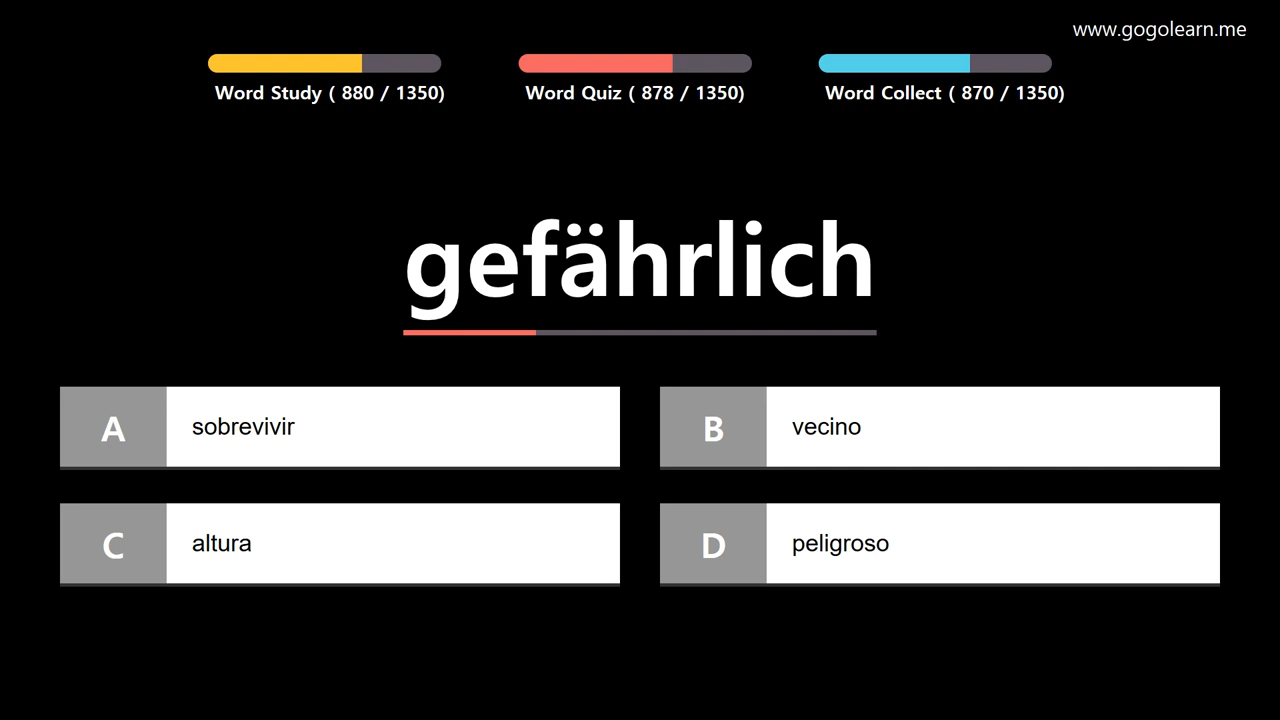 www.gogolearn.me
Word Study ( 880 / 1350)
Word Quiz ( 878 / 1350)
Word Collect ( 870 / 1350)
gefährlich
A sobrevivir
B vecino
C altura
D peligroso